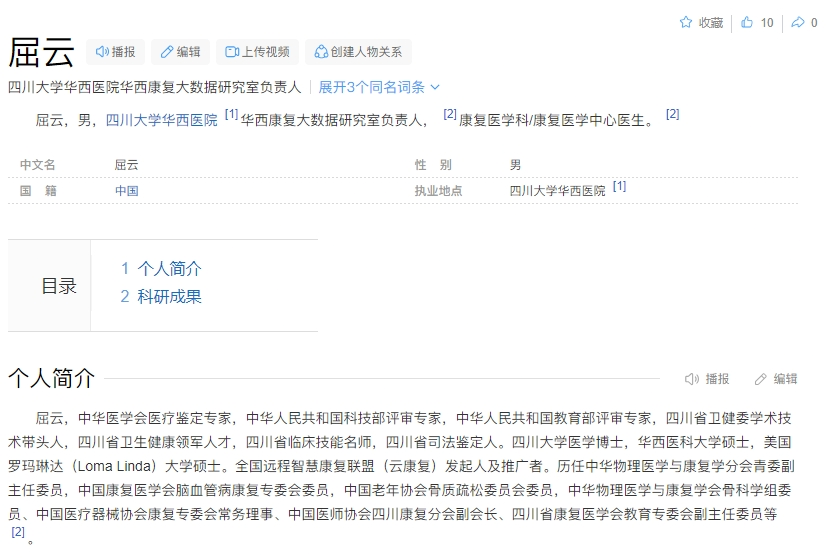 收藏 10 0
屈云 播报 编辑 上传视频 创建人物关系
四川大学华西医院华西康复大数据研究室负责人 展开3个同名词条
屈云，男，四川大学华西医院 [1] 华西康复大数据研究室负责人， [2] 康复医学科/康复医学中心医生。 [2]
中文名 屈云 性 别 男
国 籍 中国 执业地点 四川大学华西医院 [1]
目录
1 个人简介
2 科研成果
个人简介 播报 编辑
屈云，中华医学会医疗鉴定专家，中华人民共和国科技部评审专家，中华人民共和国教育部评审专家，四川省卫健委学术技
术带头人，四川省卫生健康领军人才，四川省临床技能名师，四川省司法鉴定人。四川大学医学博士，华西医科大学硕士，美国
罗玛琳达（Loma Linda）大学硕士。全国远程智慧康复联盟（云康复）发起人及推广者。历任中华物理医学与康复学分会青委副
主任委员，中国康复医学会脑血管病康复专委会委员，中国老年协会骨质疏松委员会委员，中华物理医学与康复学会骨科学组委
员、中国医疗器械协会康复专委会常务理事、中国医师协会四川康复分会副会长、四川省康复医学会教育专委会副主任委员等
[2] 。